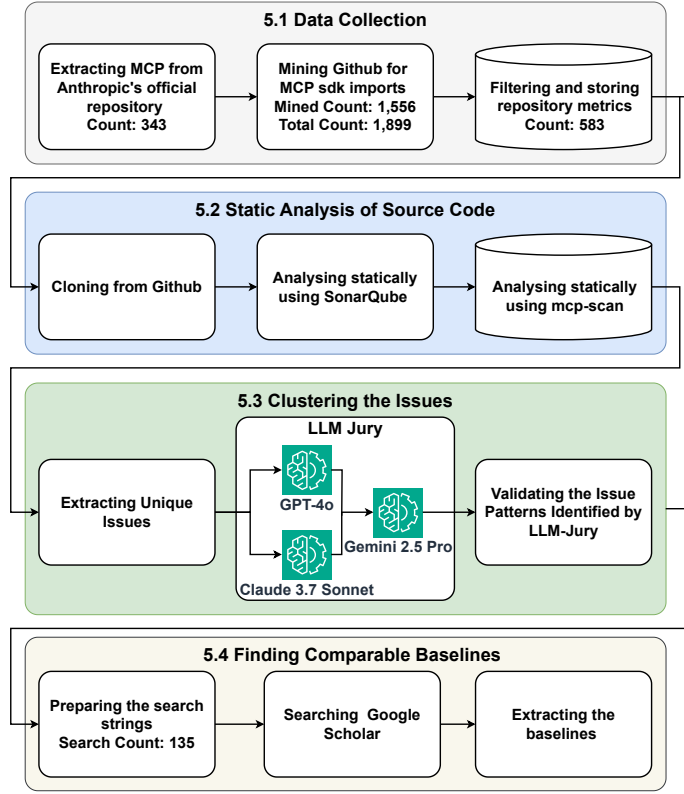 5.1 Data Collection
Extracting MCP from
Anthropic's official
repository
Count: 343
Mining Github for
MCP sdk imports
Mined Count: 1,556
Total Count: 1,899
Filtering and storing
repository metrics
Count: 583
5.2 Static Analysis of Source Code
Cloning from Github
Analysing statically
using SonarQube
Analysing statically
using mcp-scan
5.3 Clustering the Issues
Extracting Unique
Issues
LLM Jury
GPT-4o
Claude 3.7 Sonnet
Gemini 2.5 Pro
Validating the Issue
Patterns Identified by
LLM-Jury
5.4 Finding Comparable Baselines
Preparing the search
strings
Search Count: 135
Searching Google
Scholar
Extracting the
baselines